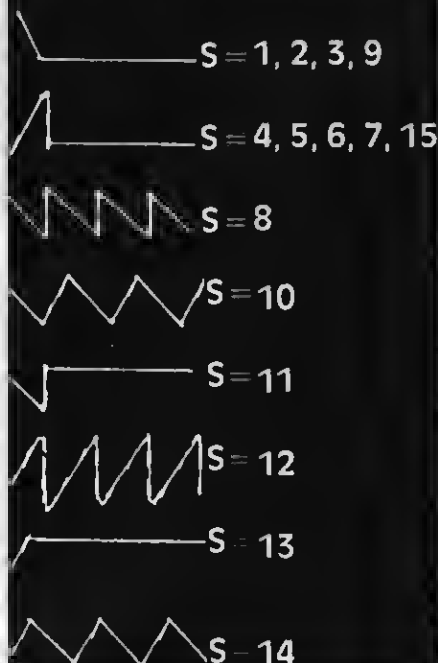 S = 1, 2, 3, 9
S = 4, 5, 6, 7, 15
S = 8
S = 10
S = 11
S = 12
S = 13
S = 14